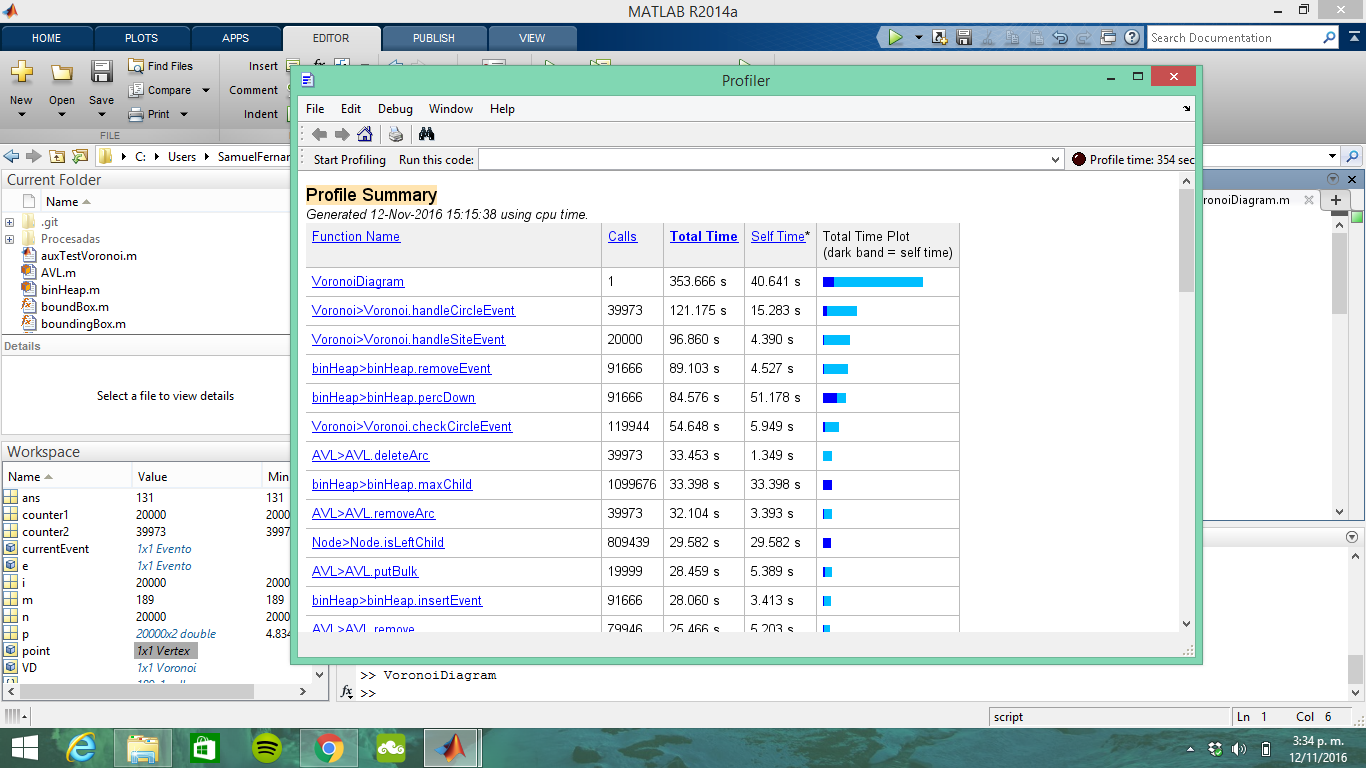 MATLAB R2014a
HOME PLOTS APPS EDITOR PUBLISH VIEW
Search Documentation
New Open Save
Find Files
Compare
Print
Insert
Comment
Indent
FILE
C: Users SamuelFernar
Current Folder
Name
.git
Procesadas
auxTestVoronoi.m
AVL.m
binHeap.m
boundBox.m
boundingBox.m
Details
Select a file to view details
Workspace
Name Value Min
ans 131 131
counter1 20000 2000
counter2 39973 3997
currentEvent 1x1 Evento
e 1x1 Evento
i 20000 2000
m 189 189
n 20000 2000
p 20000x2 double 4.834
point 1x1 Vertex
VD 1x1 Voronoi
Profiler
File Edit Debug Window Help
Start Profiling Run this code: Profile time: 354 sec
Profile Summary
Generated 12-Nov-2016 15:15:38 using cpu time.
Function Name Calls Total Time Self Time* Total Time Plot
(dark band = self time)
VoronoiDiagram 1 353.666 s 40.641 s
Voronoi>Voronoi.handleCircleEvent 39973 121.175 s 15.283 s
Voronoi>Voronoi.handleSiteEvent 20000 96.860 s 4.390 s
binHeap>binHeap.removeEvent 91666 89.103 s 4.527 s
binHeap>binHeap.percDown 91666 84.576 s 51.178 s
Voronoi>Voronoi.checkCircleEvent 119944 54.648 s 5.949 s
AVL>AVL.deleteArc 39973 33.453 s 1.349 s
binHeap>binHeap.maxChild 1099676 33.398 s 33.398 s
AVL>AVL.removeArc 39973 32.104 s 3.393 s
Node>Node.isLeftChild 809439 29.582 s 29.582 s
AVL>AVL.putBulk 19999 28.459 s 5.389 s
binHeap>binHeap.insertEvent 91666 28.060 s 3.413 s
AVL>AVL.remove 79946 25.466 s 5.203 s
ronoiDiagram.m
>> VoronoiDiagram
fx >>
script Ln 1 Col 6
3:34 p. m.
12/11/2016